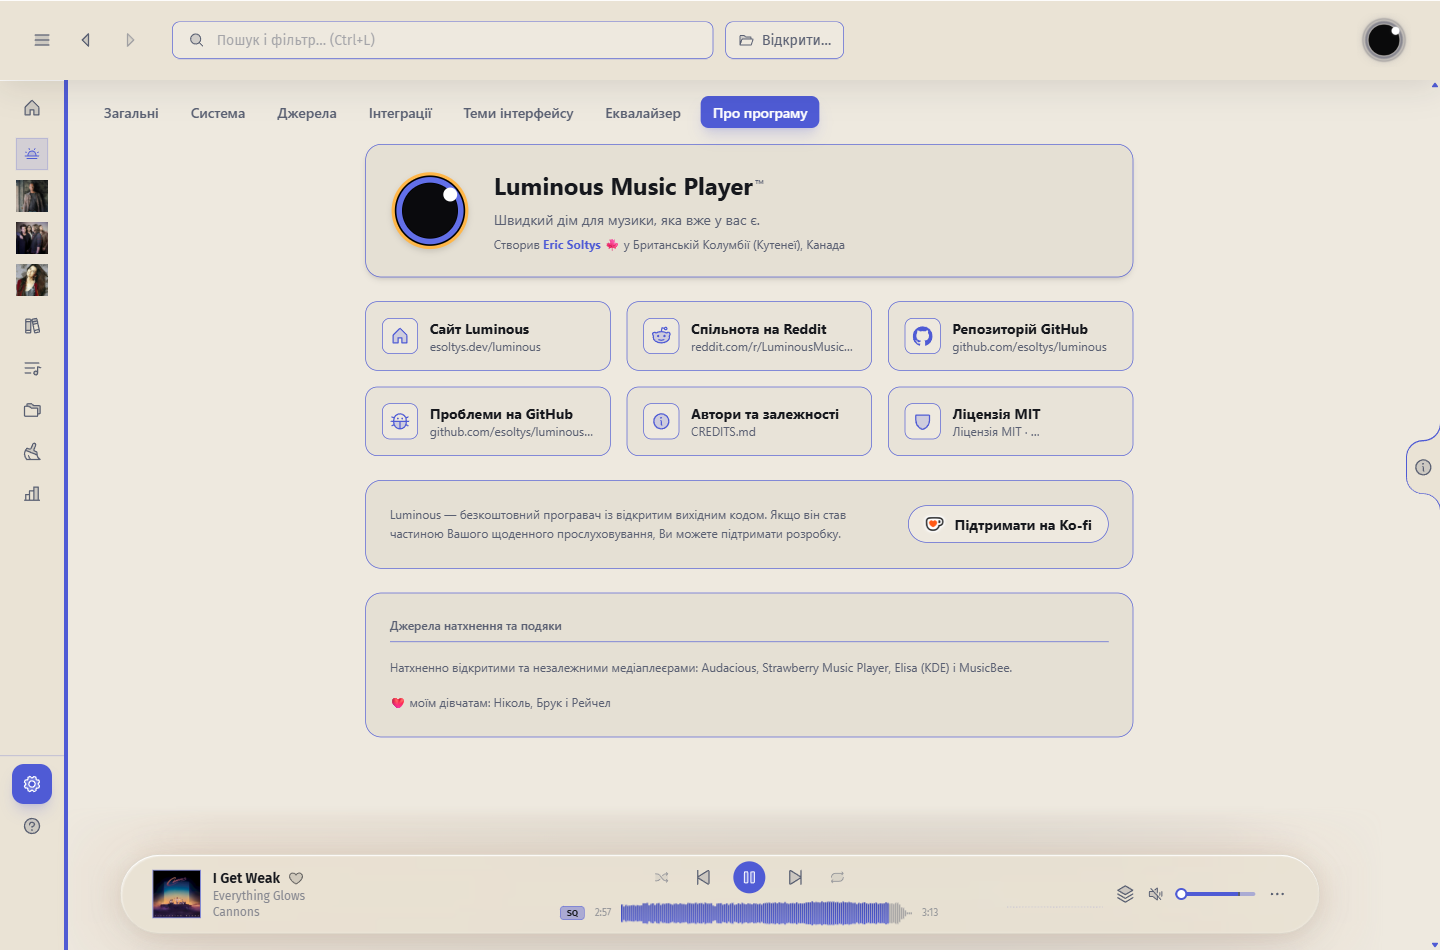 Пошук і фільтр... (Ctrl+L)
Відкрити...
Загальні
Система
Джерела
Інтеграції
Теми інтерфейсу
Еквалайзер
Про програму
Luminous Music Player™
Швидкий дім для музики, яка вже у вас є.
Створив Eric Soltys у Британській Колумбії (Кутенеї), Канада
Сайт Luminous
esoltys.dev/luminous
Спільнота на Reddit
reddit.com/r/LuminousMusic...
Репозиторій GitHub
github.com/esoltys/luminous
Проблеми на GitHub
github.com/esoltys/luminous...
Автори та залежності
CREDITS.md
Ліцензія MIT
Ліцензія MIT · ...
Luminous — безкоштовний програвач із відкритим вихідним кодом. Якщо він став
частиною Вашого щоденного прослуховування, Ви можете підтримати розробку.
Підтримати на Ko-fi
Джерела натхнення та подяки
Натхненно відкритими та незалежними медіаплеєрами: Audacious, Strawberry Music Player, Elisa (KDE) і MusicBee.
моїм дівчатам: Ніколь, Брук і Рейчел
I Get Weak
Everything Glows
Cannons
SQ
2:57
3:13